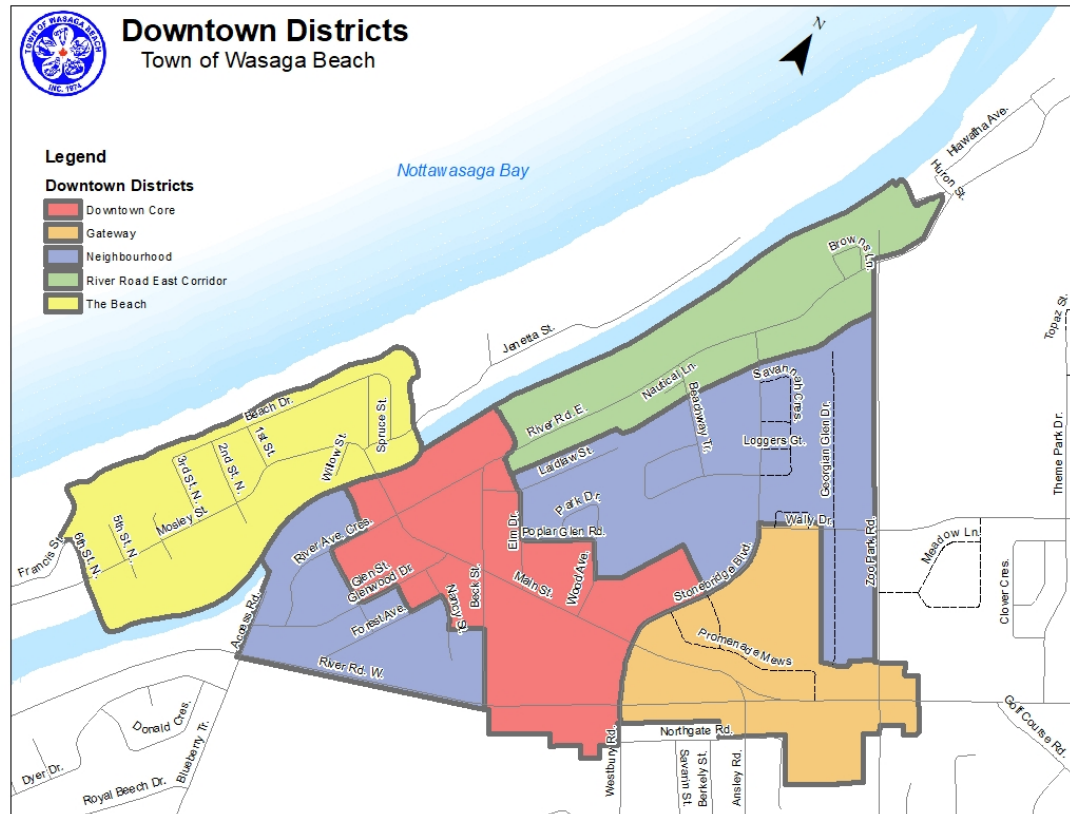 TOWN OF WASAGA BEACH
INC. 1974
Downtown Districts
Town of Wasaga Beach
N
Legend
Downtown Districts
Downtown Core
Gateway
Neighbourhood
River Road East Corridor
The Beach
Nottawasaga Bay
Hiawatha Ave.
Huron St.
Browns Ln.
Topaz St.
Jenetta St.
Nautical Ln.
River Rd. E.
Beachway Tr.
Savannah Cres.
Loggers Gt.
Georgian Glen Dr.
Theme Park Dr.
Beach Dr.
Spruce St.
1st St.
2nd St. N.
3rd St. N.
Willow St.
Mosley St.
5th St. N.
6th St. N.
Francis St.
Laidlaw St.
Park Dr.
Poplar Glen Rd.
Elm Dr.
Wally Dr.
Zoo Park Rd.
Meadow Ln.
Clover Cres.
River Ave. Cres.
Glen St.
Glenwood Dr.
Nancy St.
Beck St.
Main St.
Wood Ave.
Stonebridge Blvd.
Access Rd.
Forest Ave.
River Rd. W.
Promenade Mews
Golf Course Rd.
Northgate Rd.
Westbury Rd.
Savarin St.
Berkely St.
Ansley Rd.
Donald Cres.
Blueberry Tr.
Dyer Dr.
Royal Beech Dr.